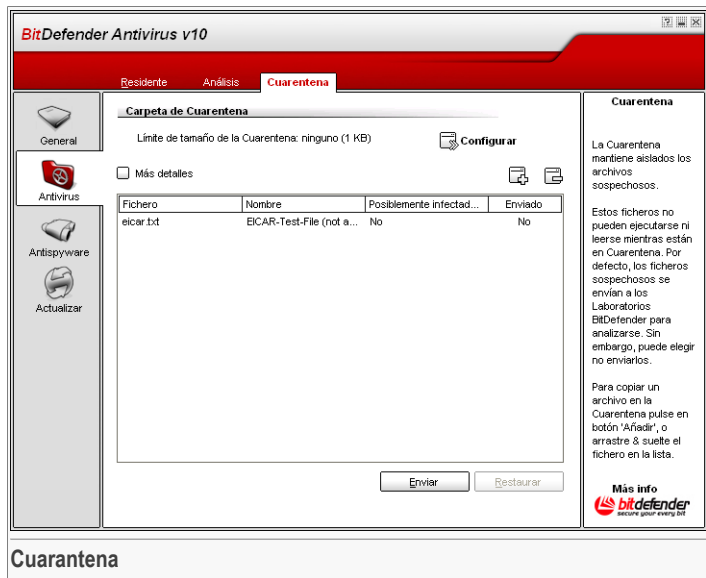 BitDefender Antivirus v10
Residente Análisis Cuarentena
General
Antivirus
Antispyware
Actualizar
Carpeta de Cuarentena
Límite de tamaño de la Cuarentena: ninguno (1 KB)
Configurar
Más detalles
Fichero Nombre Posiblemente infectad... Enviado
eicar.txt EICAR-Test-File (not a... No No
Enviar Restaurar
Cuarentena
La Cuarentena
mantiene aislados los
archivos
sospechosos.
Estos ficheros no
pueden ejecutarse ni
leerse mientras están
en Cuarentena. Por
defecto, los ficheros
sospechosos se
envían a los
Laboratorios
BitDefender para
analizarse. Sin
embargo, puede elegir
no enviarlos.
Para copiar un
archivo en la
Cuarentena pulse en
botón 'Añadir', o
arrastre & suelte el
fichero en la lista.
Más info
bitdefender
secure your every bit
Cuarantena